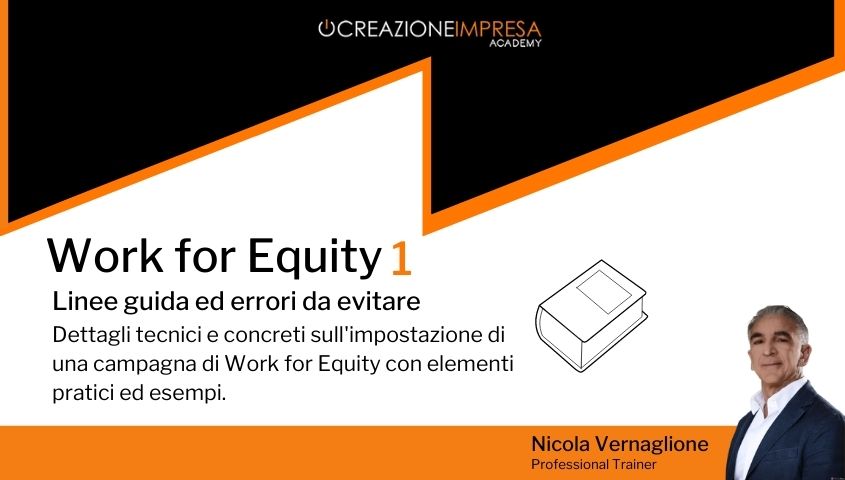 CREAZIONEIMPRESA
ACADEMY
Work for Equity 1
Linee guida ed errori da evitare
Dettagli tecnici e concreti sull'impostazione di
una campagna di Work for Equity con elementi
pratici ed esempi.
Nicola Vernaglione
Professional Trainer